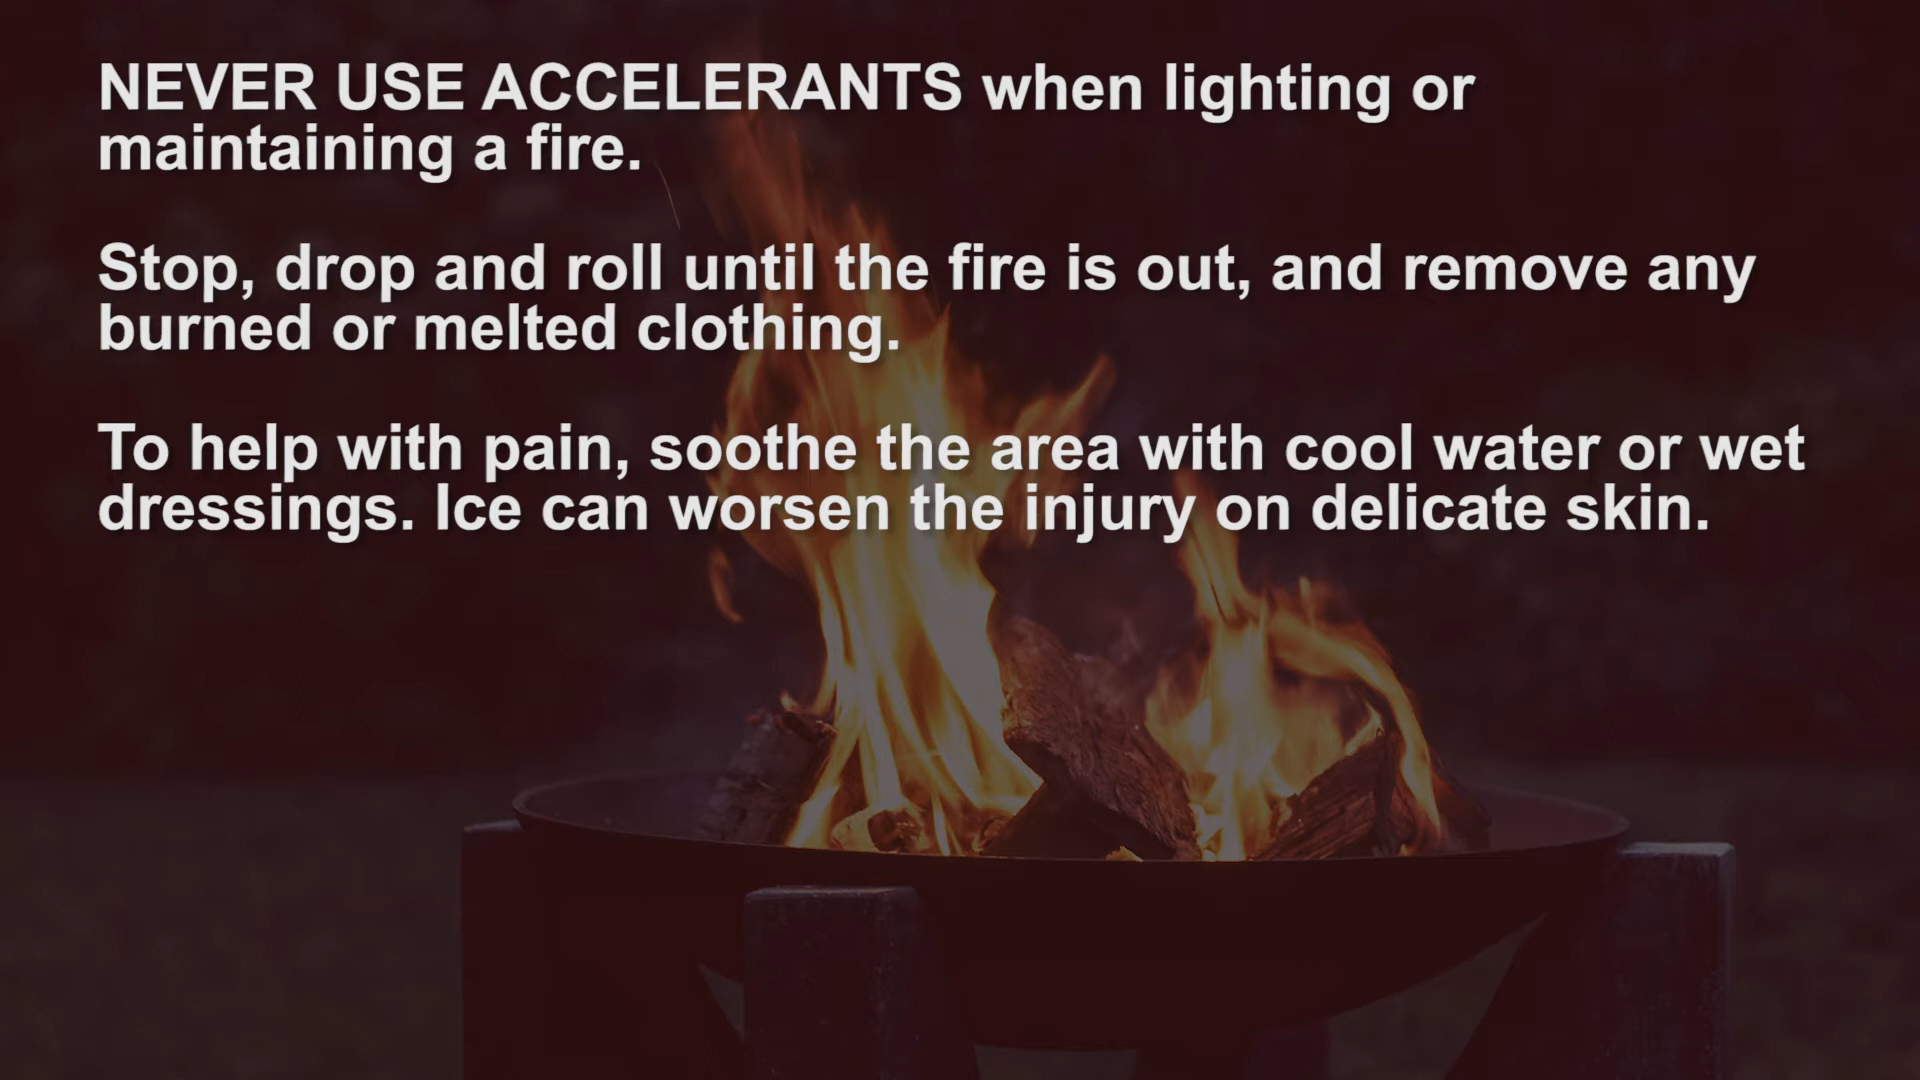 NEVER USE ACCELERANTS when lighting or
maintaining a fire.
Stop, drop and roll until the fire is out, and remove any
burned or melted clothing.
To help with pain, soothe the area with cool water or wet
dressings. Ice can worsen the injury on delicate skin.